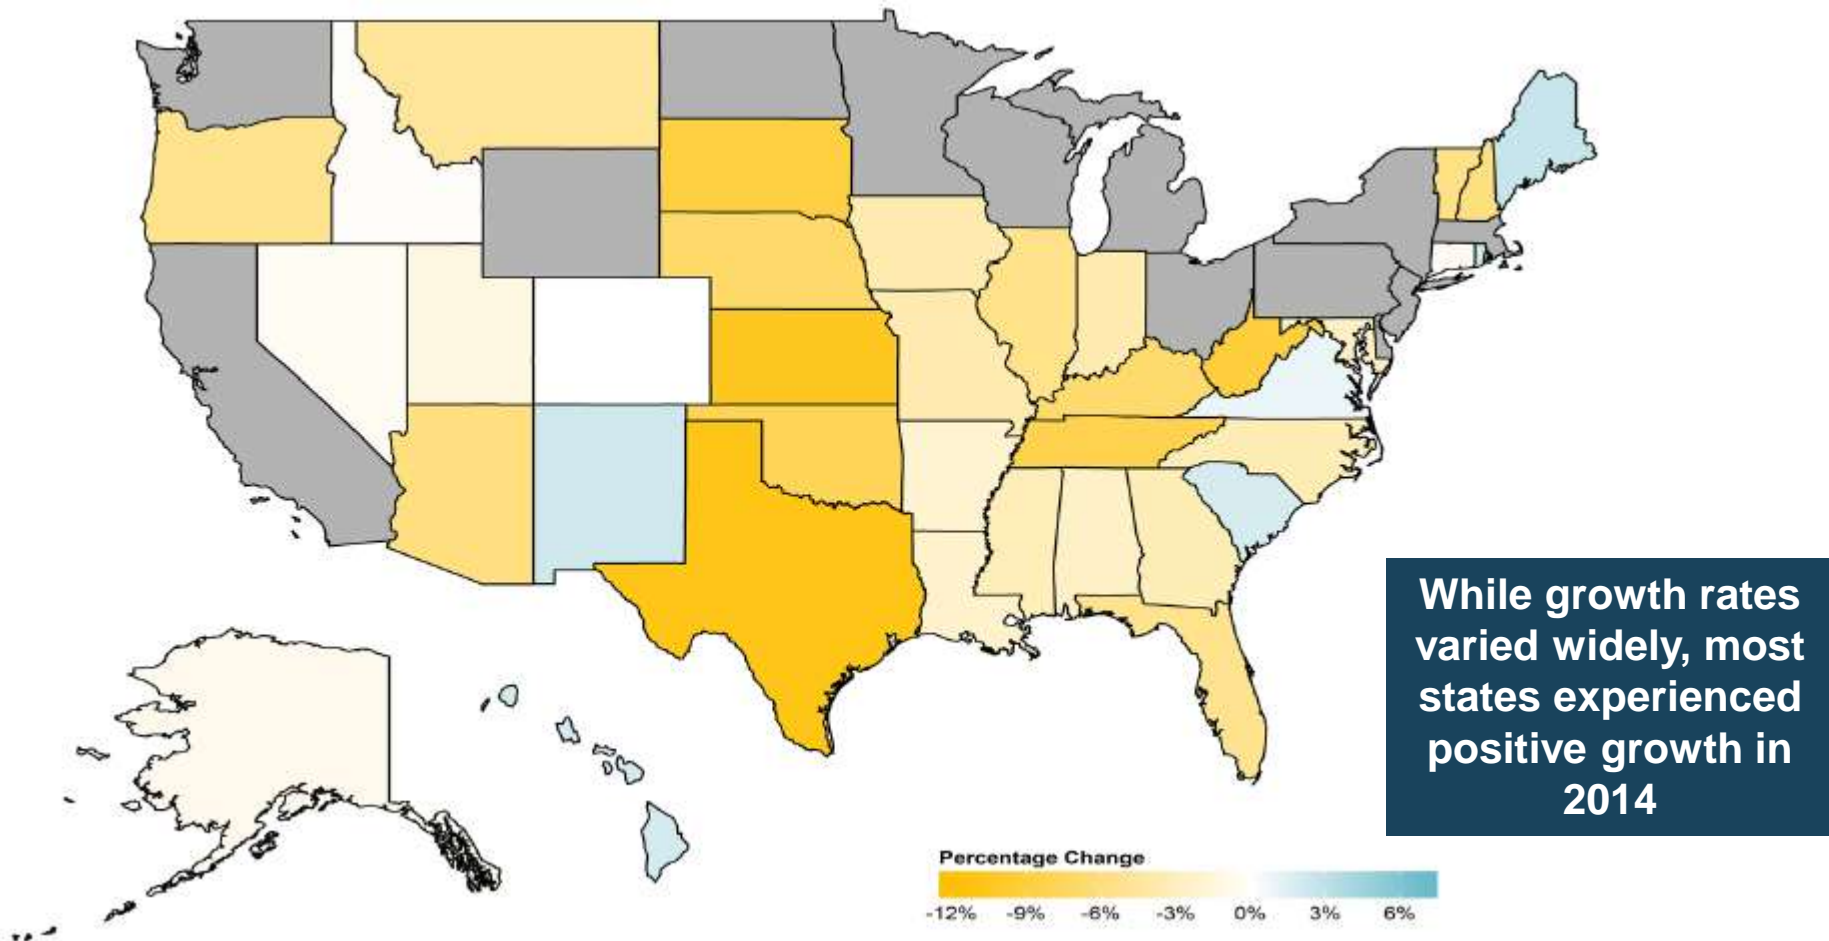 While growth rates
varied widely, most
states experienced
positive growth in
2014
Percentage Change
-12% -9% -6% -3% 0% 3% 6%